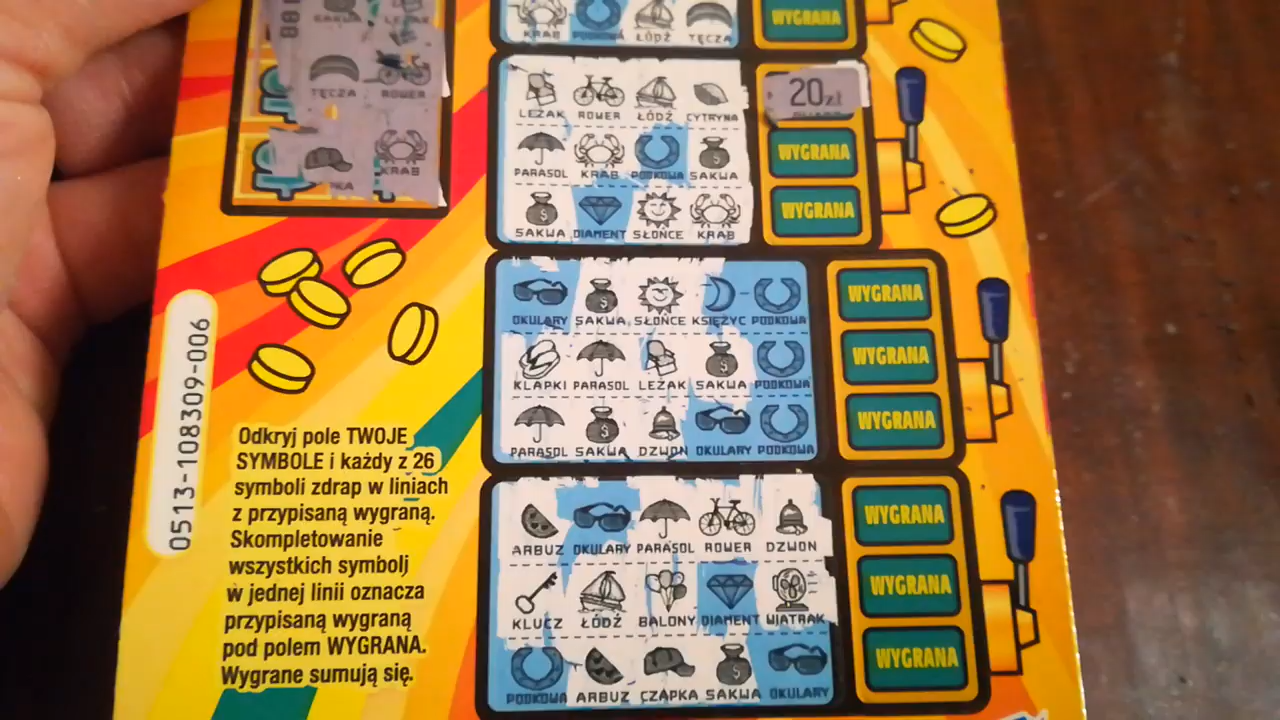 SAKWA LEŻAK
TĘCZA ROWER
KRAB
KRAB PODKOWA ŁÓDŹ TĘCZA
WYGRANA
LEŻAK ROWER ŁÓDŹ CYTRYNA
20zł
PARASOL KRAB PODKOWA SAKWA
WYGRANA
SAKWA DIAMENT SŁOŃCE KRAB
WYGRANA
OKULARY SAKWA SŁOŃCE KSIĘŻYC PODKOWA
WYGRANA
KLAPKI PARASOL LEŻAK SAKWA PODKOWA
WYGRANA
PARASOL SAKWA DZWON OKULARY PODKOWA
WYGRANA
ARBUZ OKULARY PARASOL ROWER DZWON
WYGRANA
KLUCZ ŁÓDŹ BALONY DIAMENT WIATRAK
WYGRANA
PODKOWA ARBUZ CZAPKA SAKWA OKULARY
WYGRANA
0513-108309-006
Odkryj pole TWOJE
SYMBOLE i każdy z 26
symboli zdrap w liniach
z przypisaną wygraną.
Skompletowanie
wszystkich symboli
w jednej linii oznacza
przypisaną wygraną
pod polem WYGRANA.
Wygrane sumują się.